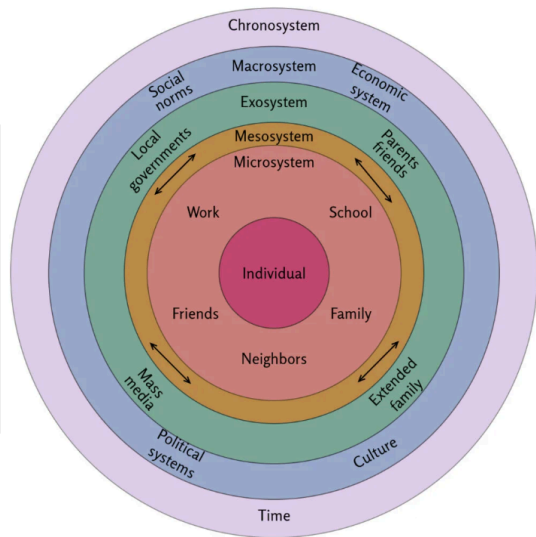 Chronosystem
Macrosystem
Social
norms
Economic
system
Exosystem
Local
governments
Parents
friends
Mesosystem
Microsystem
Work
School
Individual
Friends
Family
Neighbors
Mass
media
Extended
family
Political
systems
Culture
Time